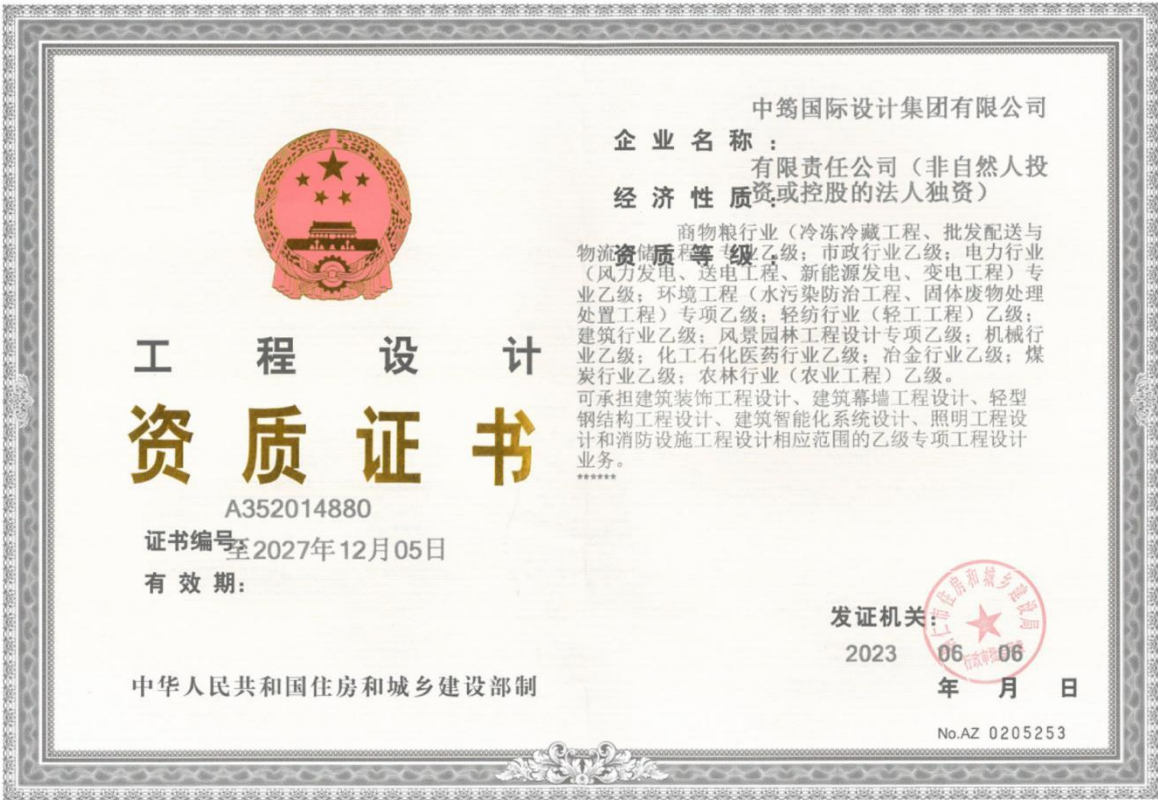 工程设计
资质证书
A352014880
证书编号:
至2027年12月05日
有效期:
中华人民共和国住房和城乡建设部制
中筠国际设计集团有限公司
企业名称:
有限责任公司（非自然人投
资或控股的法人独资）
经济性质:
商物粮行业（冷冻冷藏工程、批发配送与
资质等级:
物流仓储工程）专业乙级；市政行业乙级；电力行业
（风力发电、送电工程、新能源发电、变电工程）专
业乙级；环境工程（水污染防治工程、固体废物处理
处置工程）专项乙级；轻纺行业（轻工工程）乙级；
建筑行业乙级；风景园林工程设计专项乙级；机械行
业乙级；化工石化医药行业乙级；冶金行业乙级；煤
炭行业乙级；农林行业（农业工程）乙级。
可承担建筑装饰工程设计、建筑幕墙工程设计、轻型
钢结构工程设计、建筑智能化系统设计、照明工程设
计和消防设施工程设计相应范围的乙级专项工程设计
业务。
******
发证机关:
仁市住房和城乡建设局
行政审批
2023 06 06
年 月 日
No.AZ 0205253